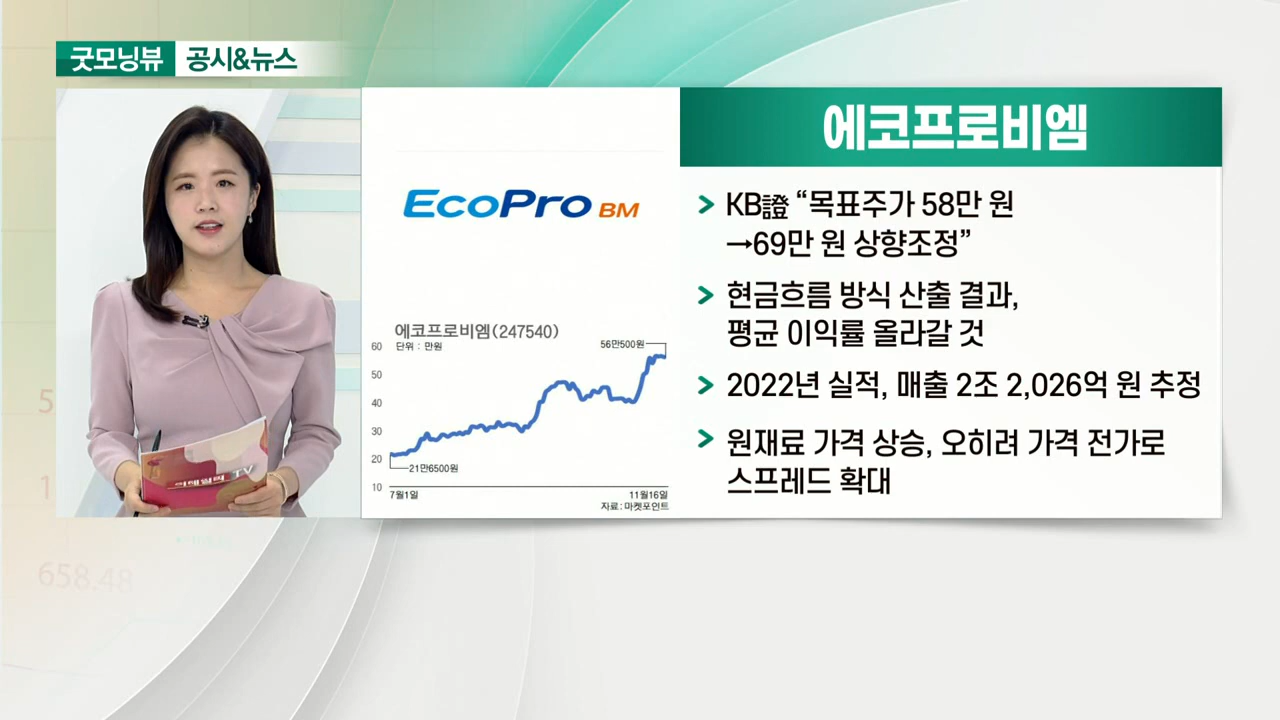 굿모닝뷰 공시&뉴스
EcoPro BM
에코프로비엠(247540)
단위 : 만원
60
50
40
30
20
10
56만500원
21만6500원
7월1일
11월16일
자료 : 마켓포인트
에코프로비엠
KB證 “목표주가 58만 원
→69만 원 상향조정”
현금흐름 방식 산출 결과,
평균 이익률 올라갈 것
2022년 실적, 매출 2조 2,026억 원 추정
원재료 가격 상승, 오히려 가격 전가로
스프레드 확대
658.48